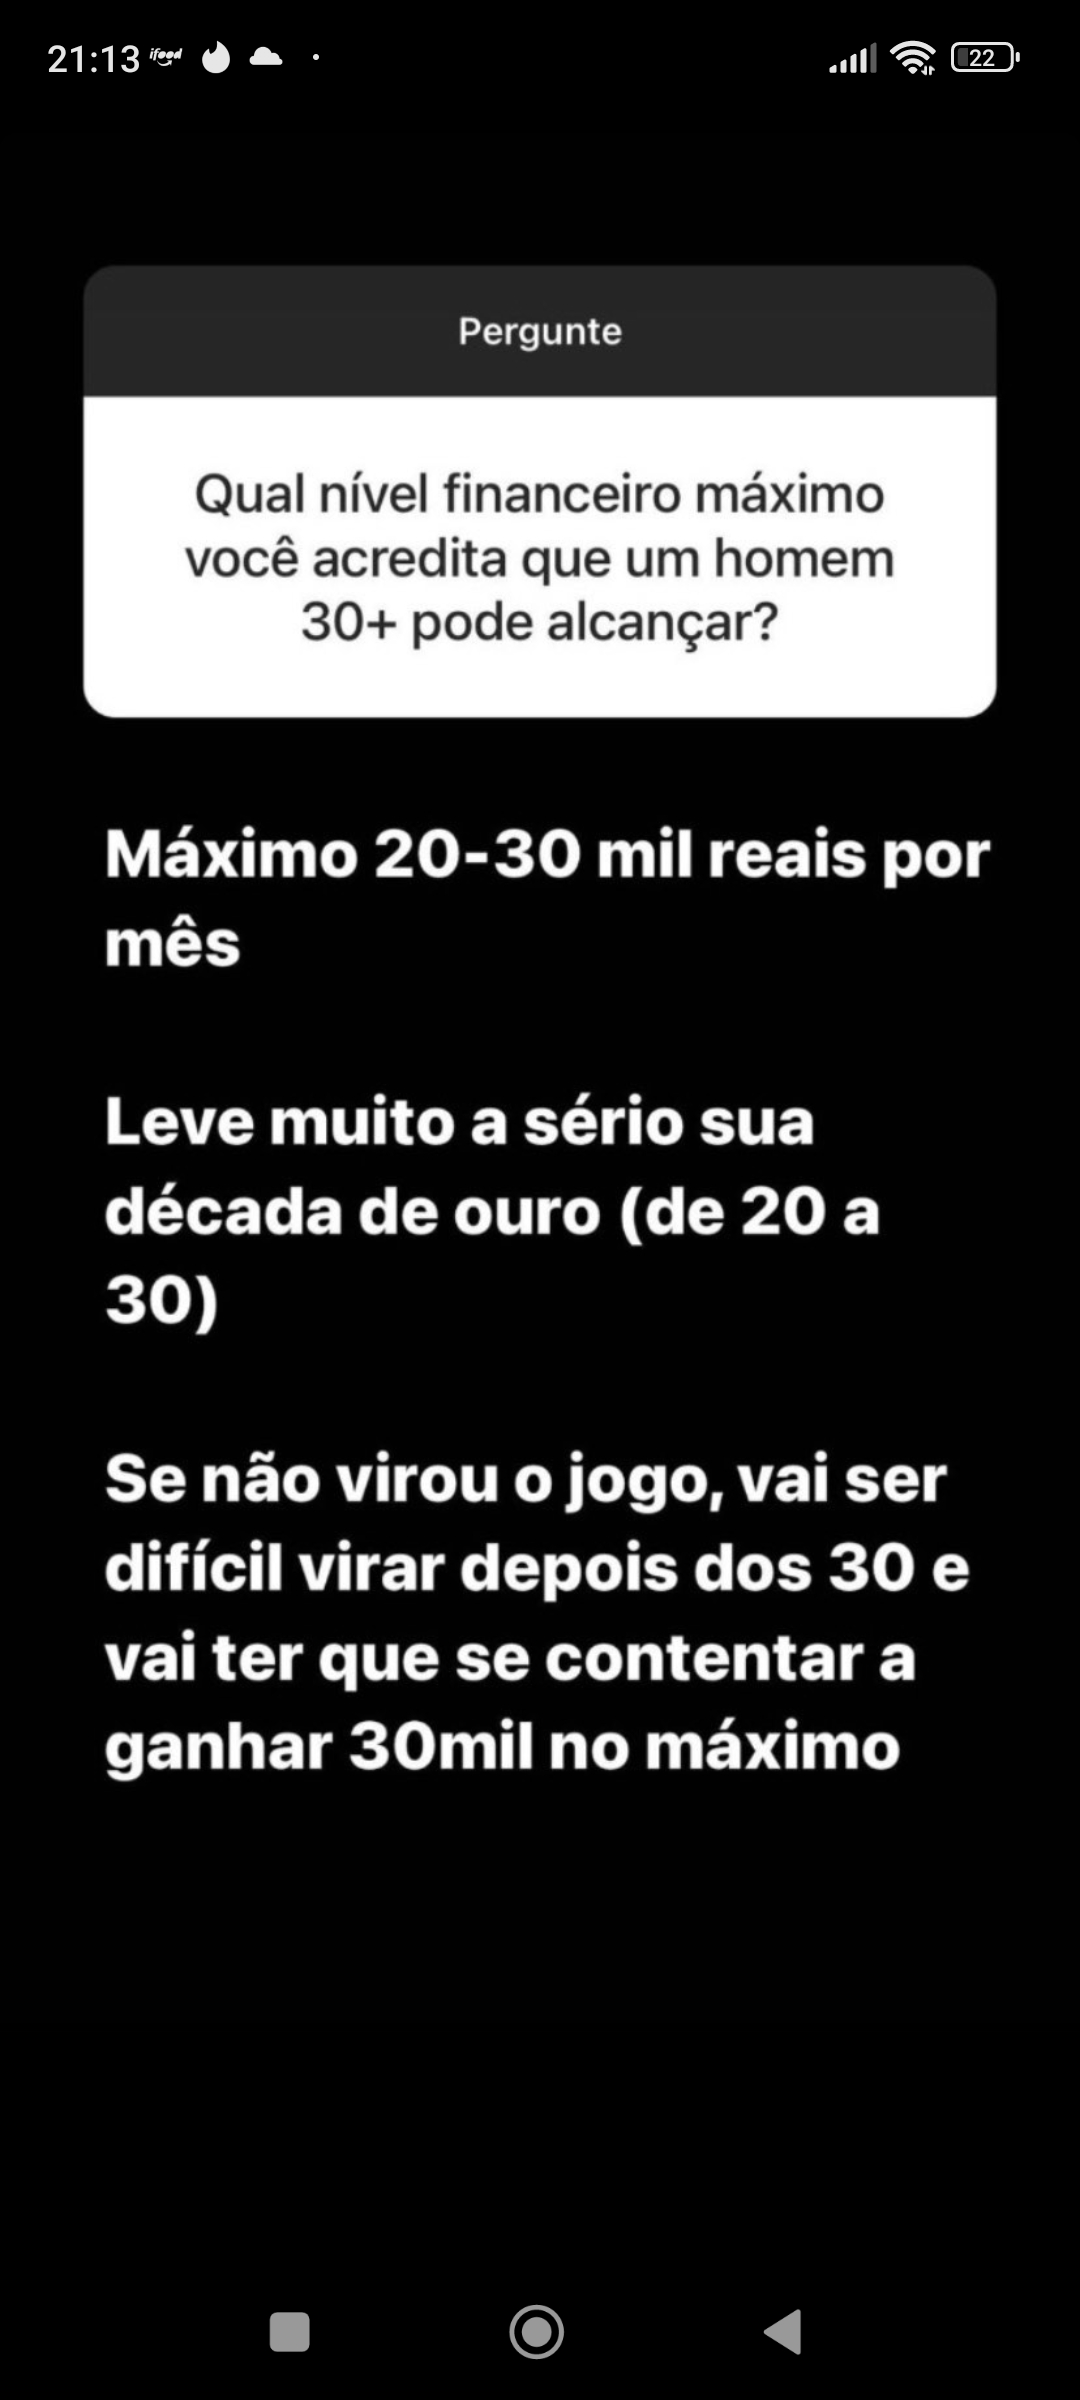 21:13 ifood
22
Pergunte
Qual nível financeiro máximo
você acredita que um homem
30+ pode alcançar?
Máximo 20-30 mil reais por
mês
Leve muito a sério sua
década de ouro (de 20 a
30)
Se não virou o jogo, vai ser
difícil virar depois dos 30 e
vai ter que se contentar a
ganhar 30mil no máximo